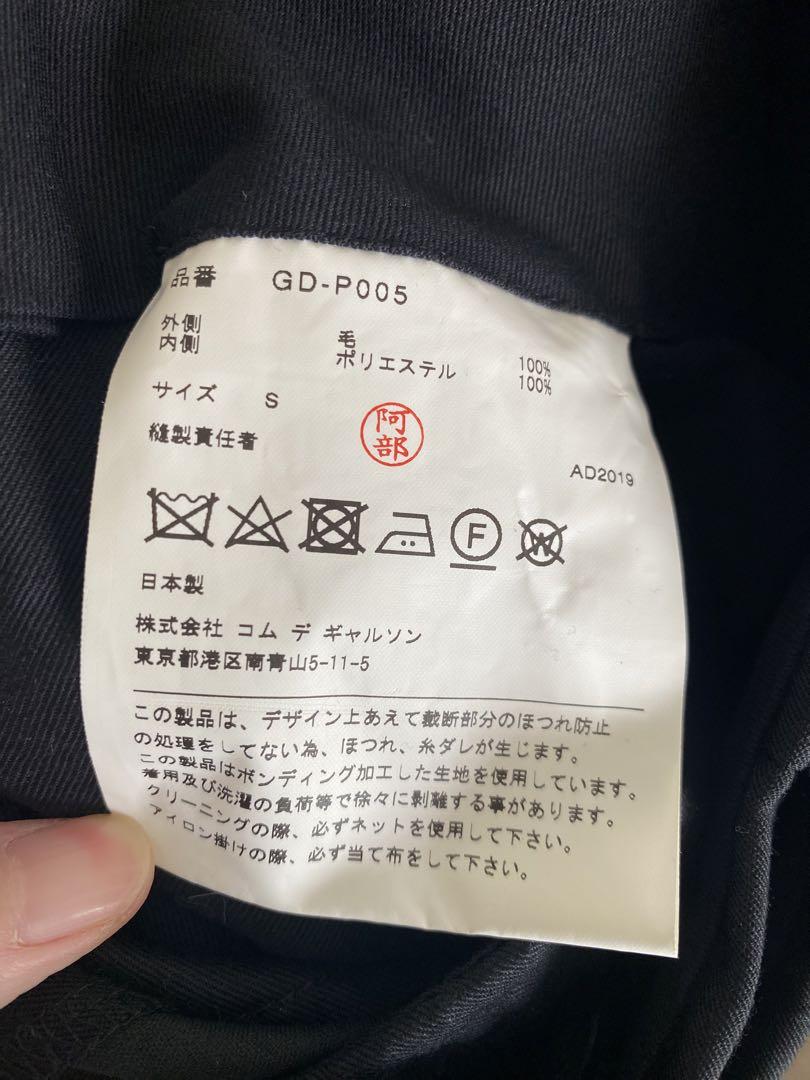 品番 GD-P005
外側 毛 100%
内側 ポリエステル 100%
サイズ S
縫製責任者 阿部
AD2019
F W
日本製
株式会社 コム デ ギャルソン
東京都港区南青山5-11-5
この製品は、デザイン上あえて裁断部分のほつれ防止
の処理をしてない為、ほつれ、糸ダレが生じます。
この製品はボンディング加工した生地を使用しています。
着用及び洗濯の負荷等で徐々に剥離する事があります。
クリーニングの際、必ずネットを使用して下さい。
アイロン掛けの際、必ず当て布をして下さい。